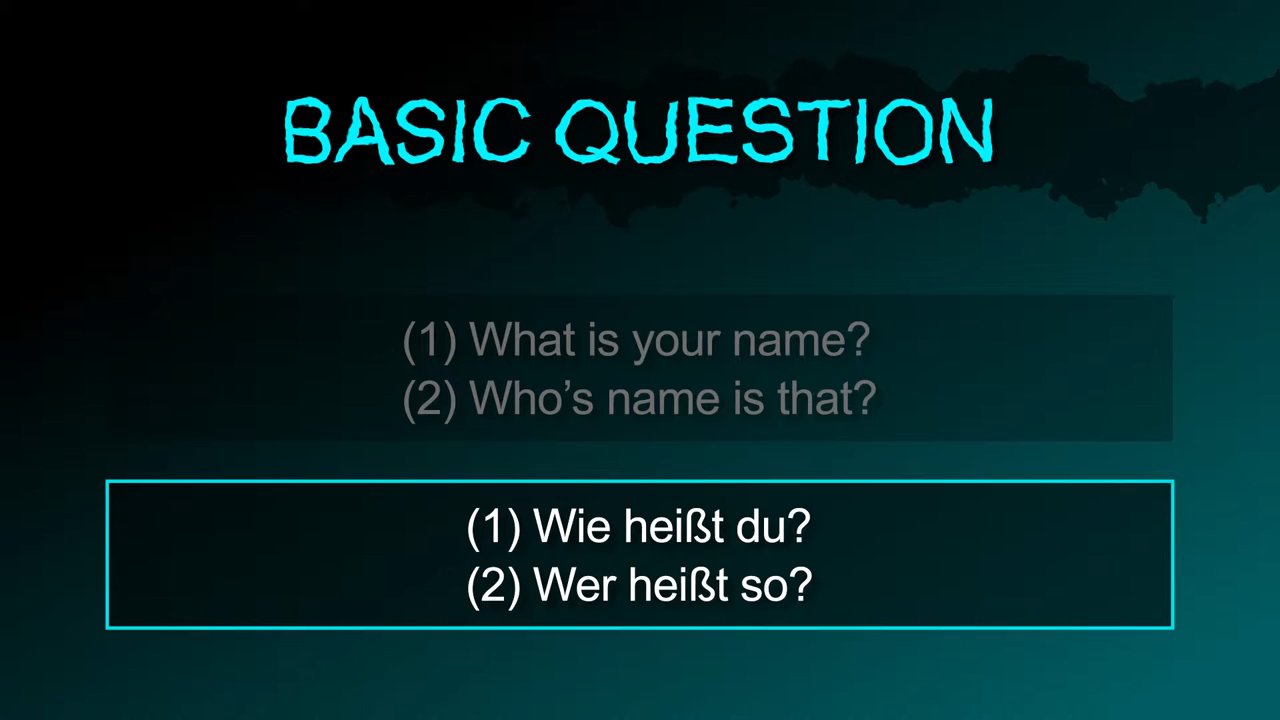 BASIC QUESTION
(1) What is your name?
(2) Who’s name is that?
(1) Wie heißt du?
(2) Wer heißt so?